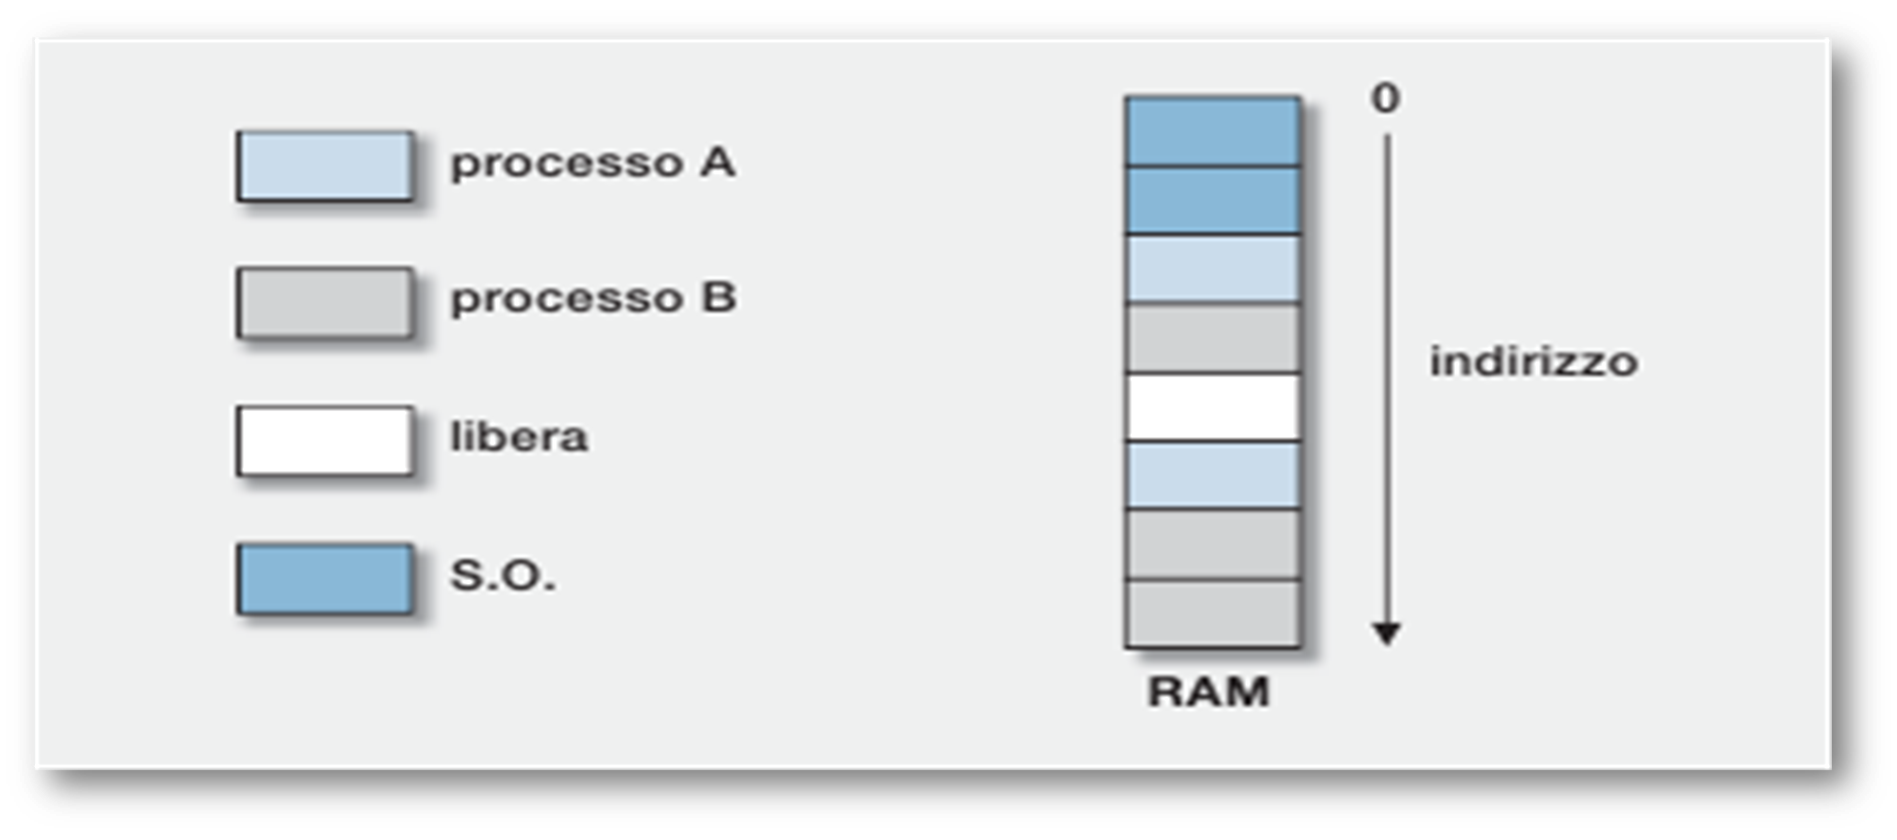 processo A
processo B
libera
S.O.
0
indirizzo
RAM